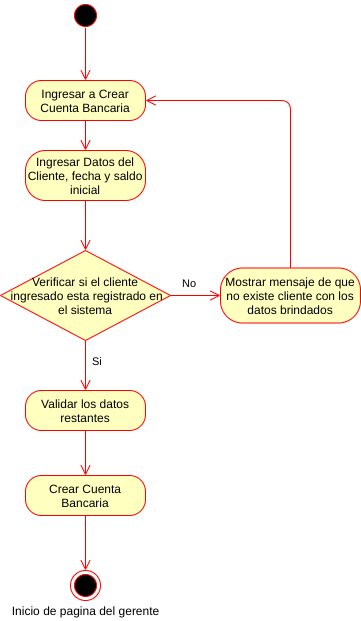 Ingresar a Crear
Cuenta Bancaria
Ingresar Datos del
Cliente, fecha y saldo
inicial
Verificar si el cliente
ingresado esta registrado en
el sistema
No
Mostrar mensaje de que
no existe cliente con los
datos brindados
Si
Validar los datos
restantes
Crear Cuenta
Bancaria
Inicio de pagina del gerente